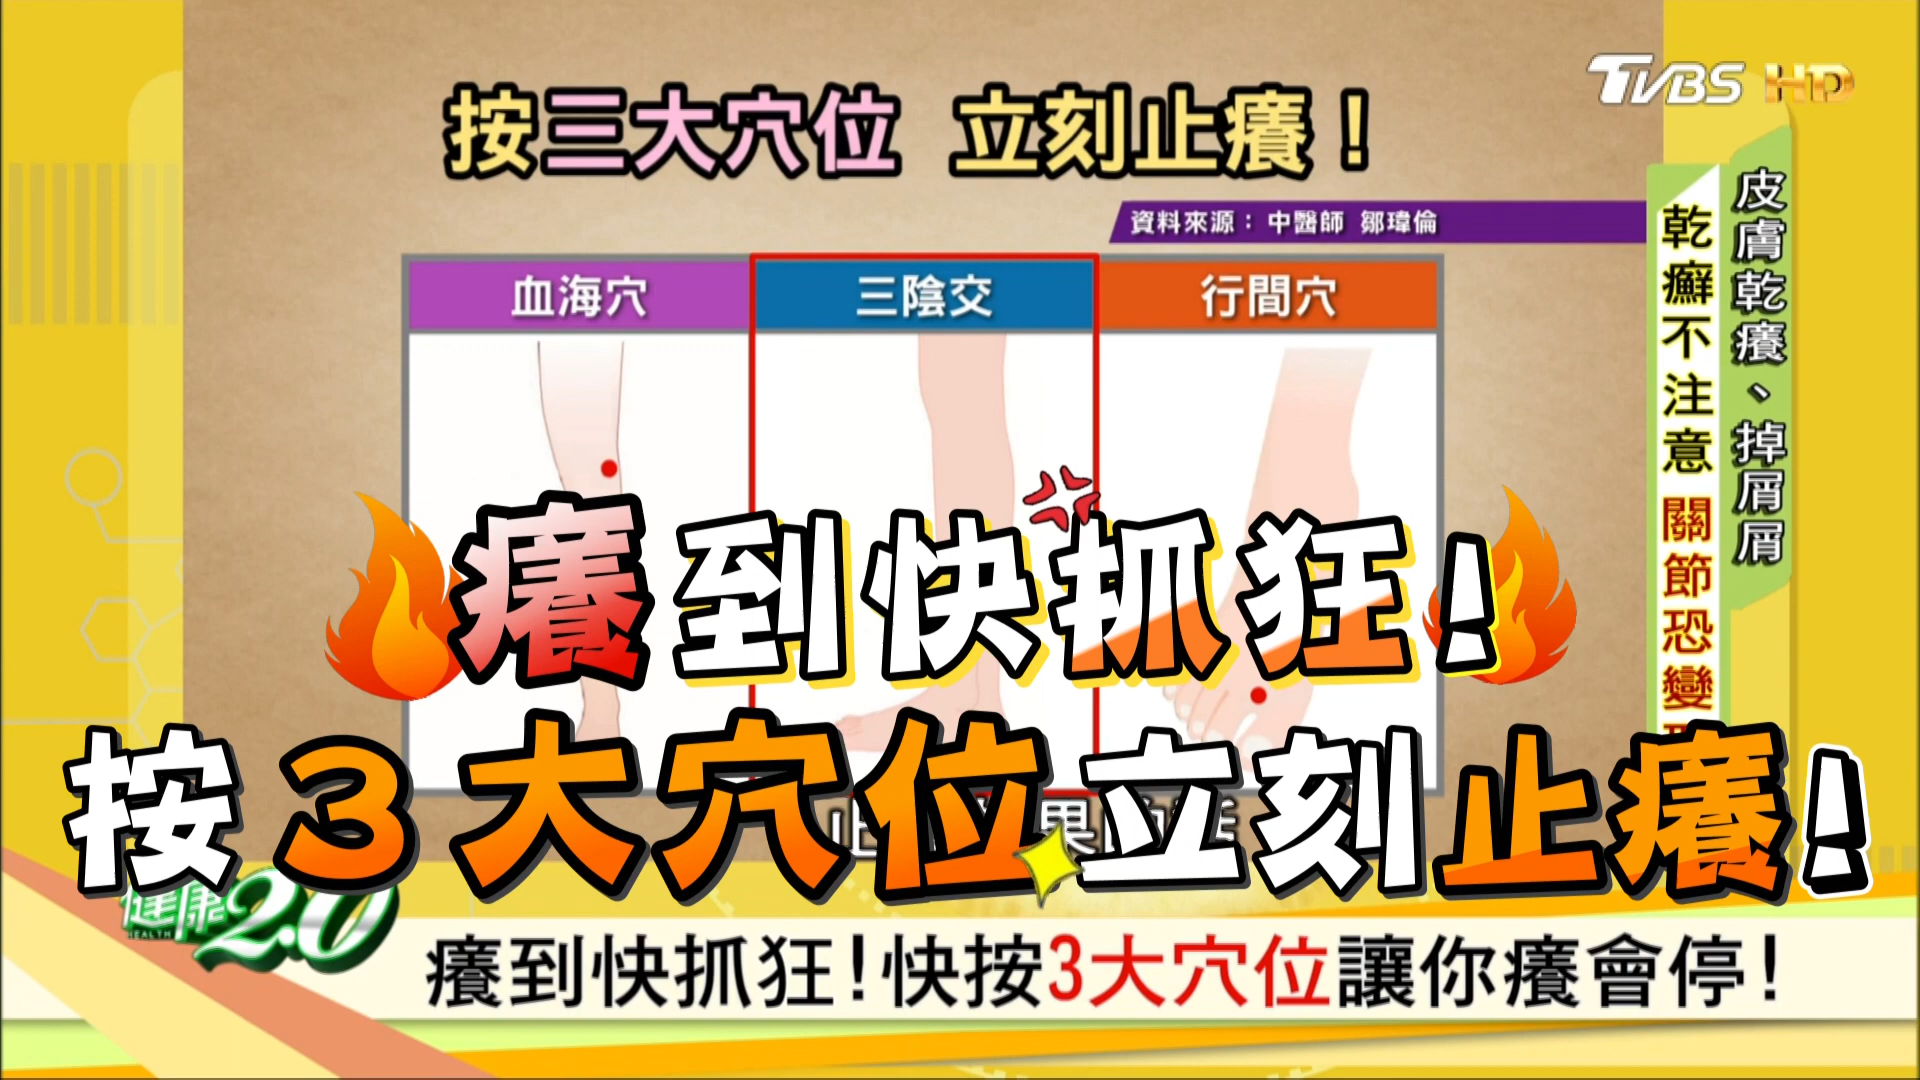 按三大穴位 立刻止癢！
TVBS HD
資料來源：中醫師 鄒瑋倫
血海穴
三陰交
行間穴
皮膚乾癢、掉屑屑
乾癬不注意 關節恐變
癢到快抓狂！
按3大穴位立刻止癢！
健康2.0
HEALTH
癢到快抓狂！快按3大穴位讓你癢會停！